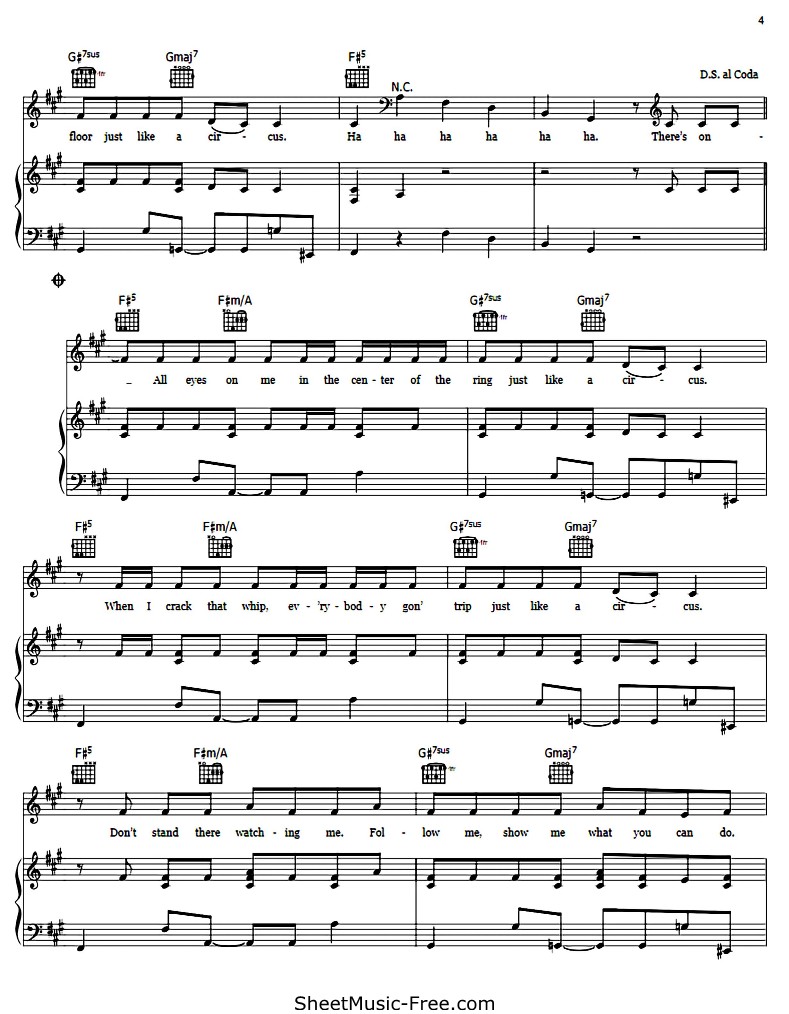 4
G♯7sus Gmaj7 F♯5
N.C.
D.S. al Coda
floor just like a cir - cus. Ha ha ha ha ha ha. There's on -
F♯5 F♯m/A G♯7sus Gmaj7
_ All eyes on me in the cen - ter of the ring just like a cir - cus.
F♯5 F♯m/A G♯7sus Gmaj7
When I crack that whip, ev - 'ry - bod - y gon' trip just like a cir - cus.
F♯5 F♯m/A G♯7sus Gmaj7
Don't stand there watch - ing me. Fol - low me, show me what you can do.
SheetMusic-Free.com